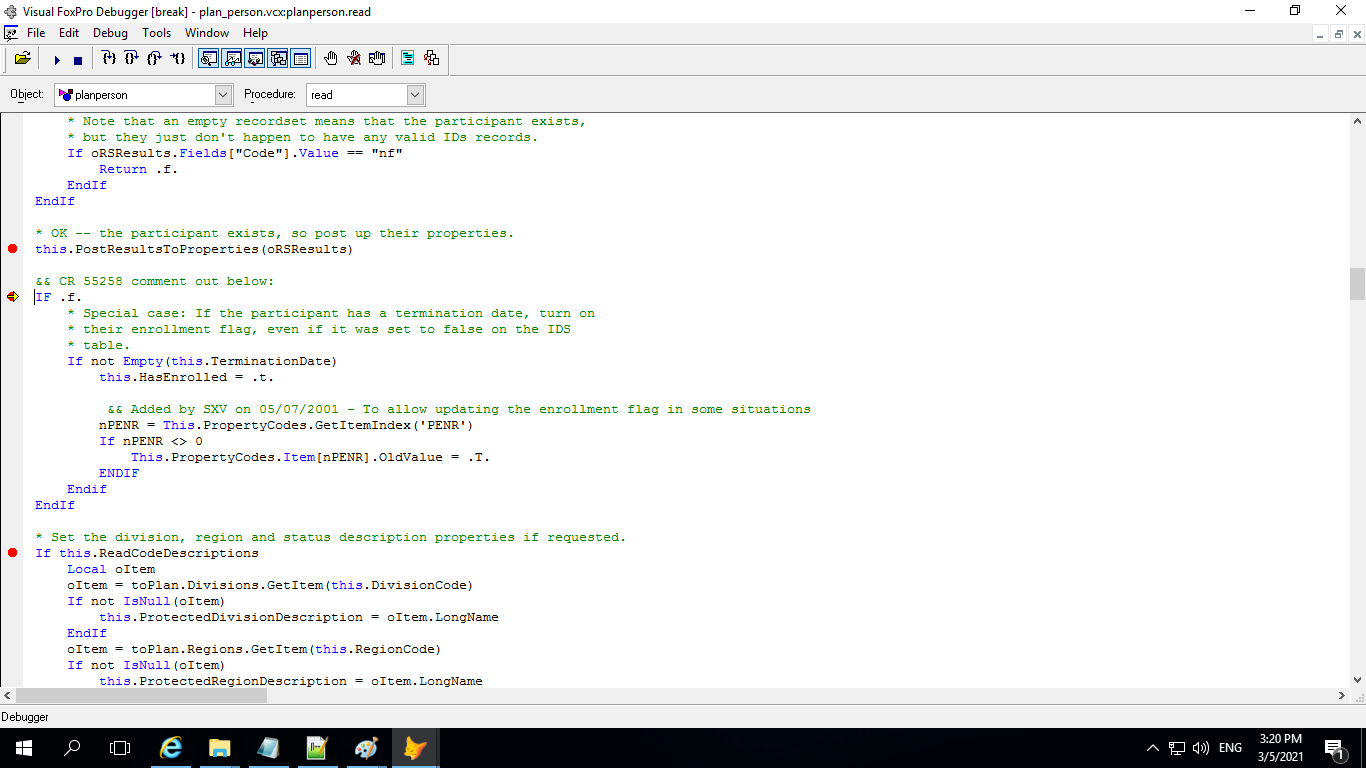 Visual FoxPro Debugger [break] - plan_person.vcx:planperson.read
File Edit Debug Tools Window Help
Object: planperson Procedure: read
* Note that an empty recordset means that the participant exists,
* but they just don't happen to have any valid IDs records.
If oRSResults.Fields["Code"].Value == "nf"
Return .f.
EndIf
EndIf
* OK -- the participant exists, so post up their properties.
this.PostResultsToProperties(oRSResults)
&& CR 55258 comment out below:
IF .f.
* Special case: If the participant has a termination date, turn on
* their enrollment flag, even if it was set to false on the IDS
* table.
If not Empty(this.TerminationDate)
this.HasEnrolled = .t.
&& Added by SXV on 05/07/2001 - To allow updating the enrollment flag in some situations
nPENR = This.PropertyCodes.GetItemIndex('PENR')
If nPENR <> 0
This.PropertyCodes.Item[nPENR].OldValue = .T.
ENDIF
Endif
EndIf
* Set the division, region and status description properties if requested.
If this.ReadCodeDescriptions
Local oItem
oItem = toPlan.Divisions.GetItem(this.DivisionCode)
If not IsNull(oItem)
this.ProtectedDivisionDescription = oItem.LongName
EndIf
oItem = toPlan.Regions.GetItem(this.RegionCode)
If not IsNull(oItem)
this.ProtectedRegionDescription = oItem.LongName
Debugger
ENG
3:20 PM
3/5/2021
1